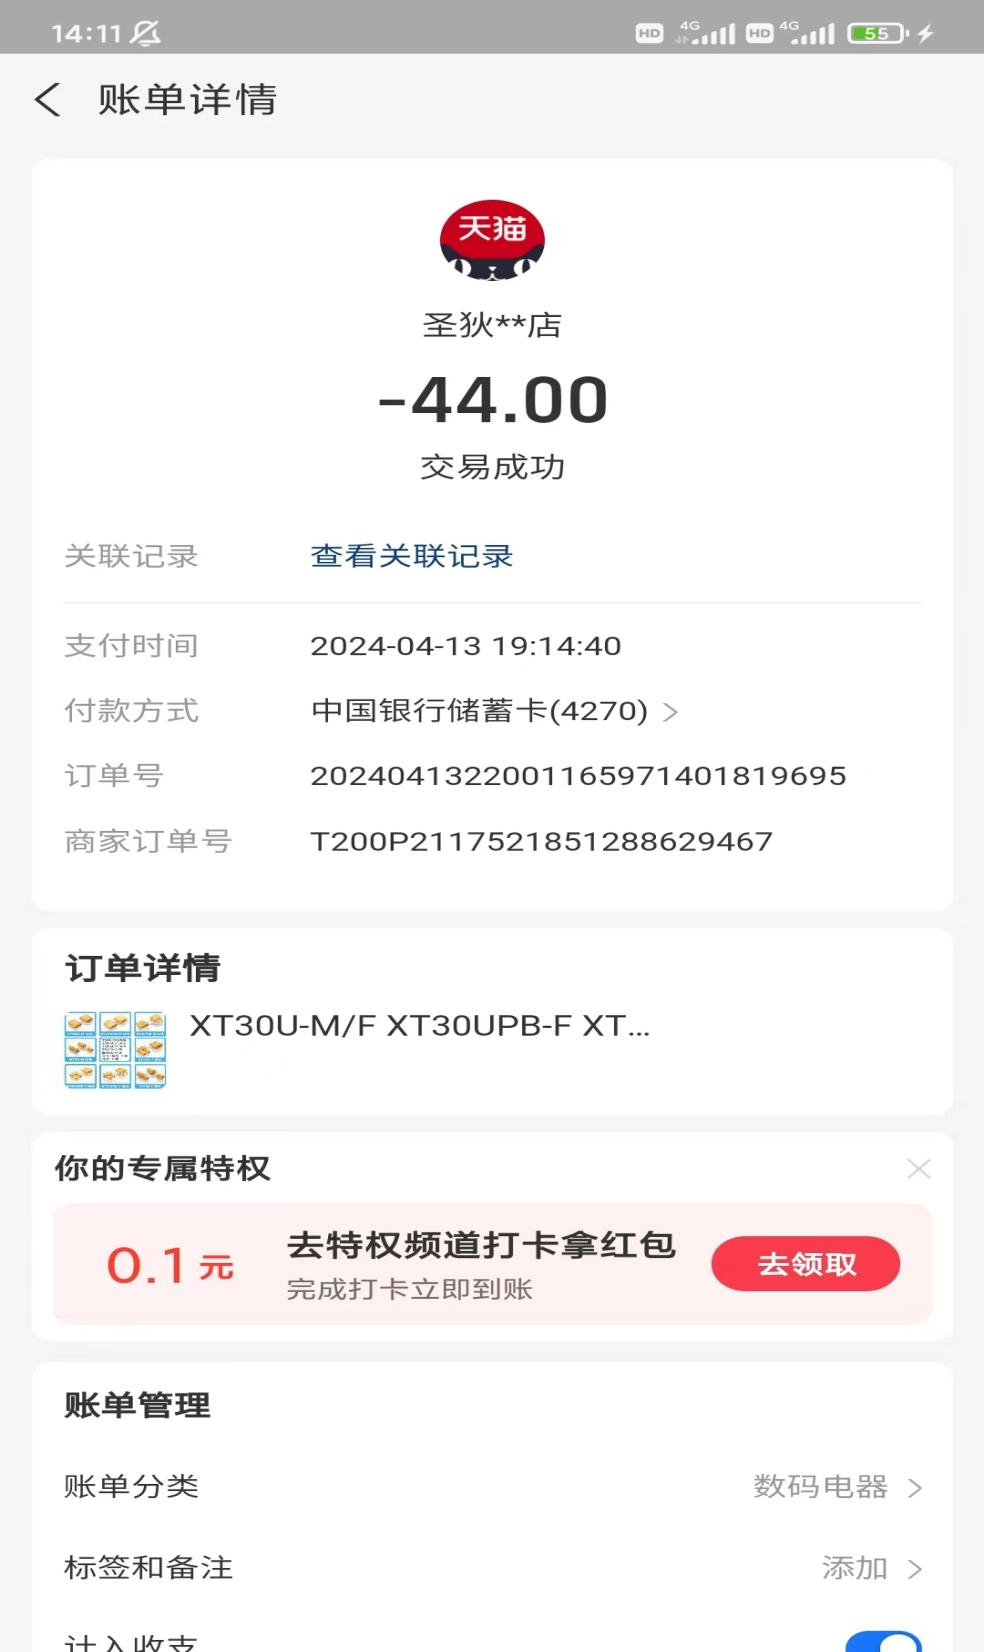 14:11 HD 4G HD 4G 55
账单详情
天猫
圣狄**店
-44.00
交易成功
关联记录 查看关联记录
支付时间 2024-04-13 19:14:40
付款方式 中国银行储蓄卡(4270)
订单号 2024041322001165971401819695
商家订单号 T200P2117521851288629467
订单详情
XT30U-M/F XT30UPB-F XT...
你的专属特权
0.1元 去特权频道打卡拿红包 去领取
完成打卡立即到账
账单管理
账单分类 数码电器
标签和备注 添加
计入收支